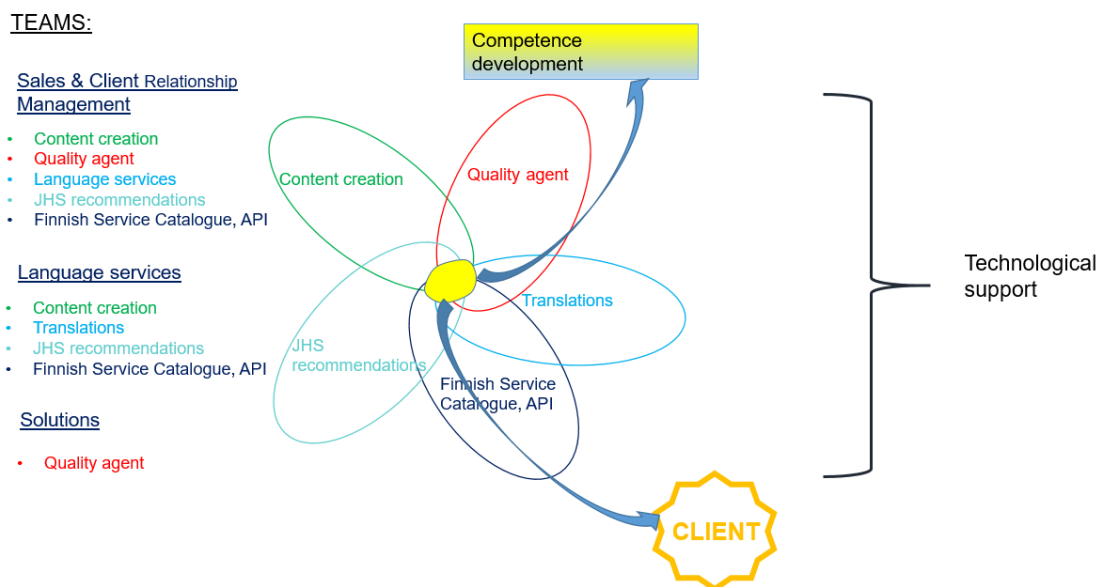 TEAMS:
Sales & Client Relationship
Management
• Content creation
• Quality agent
• Language services
• JHS recommendations
• Finnish Service Catalogue, API
Language services
• Content creation
• Translations
• JHS recommendations
• Finnish Service Catalogue, API
Solutions
• Quality agent
Competence
development
Content creation
Quality agent
Translations
JHS
recommendations
Finnish Service
Catalogue, API
CLIENT
Technological
support